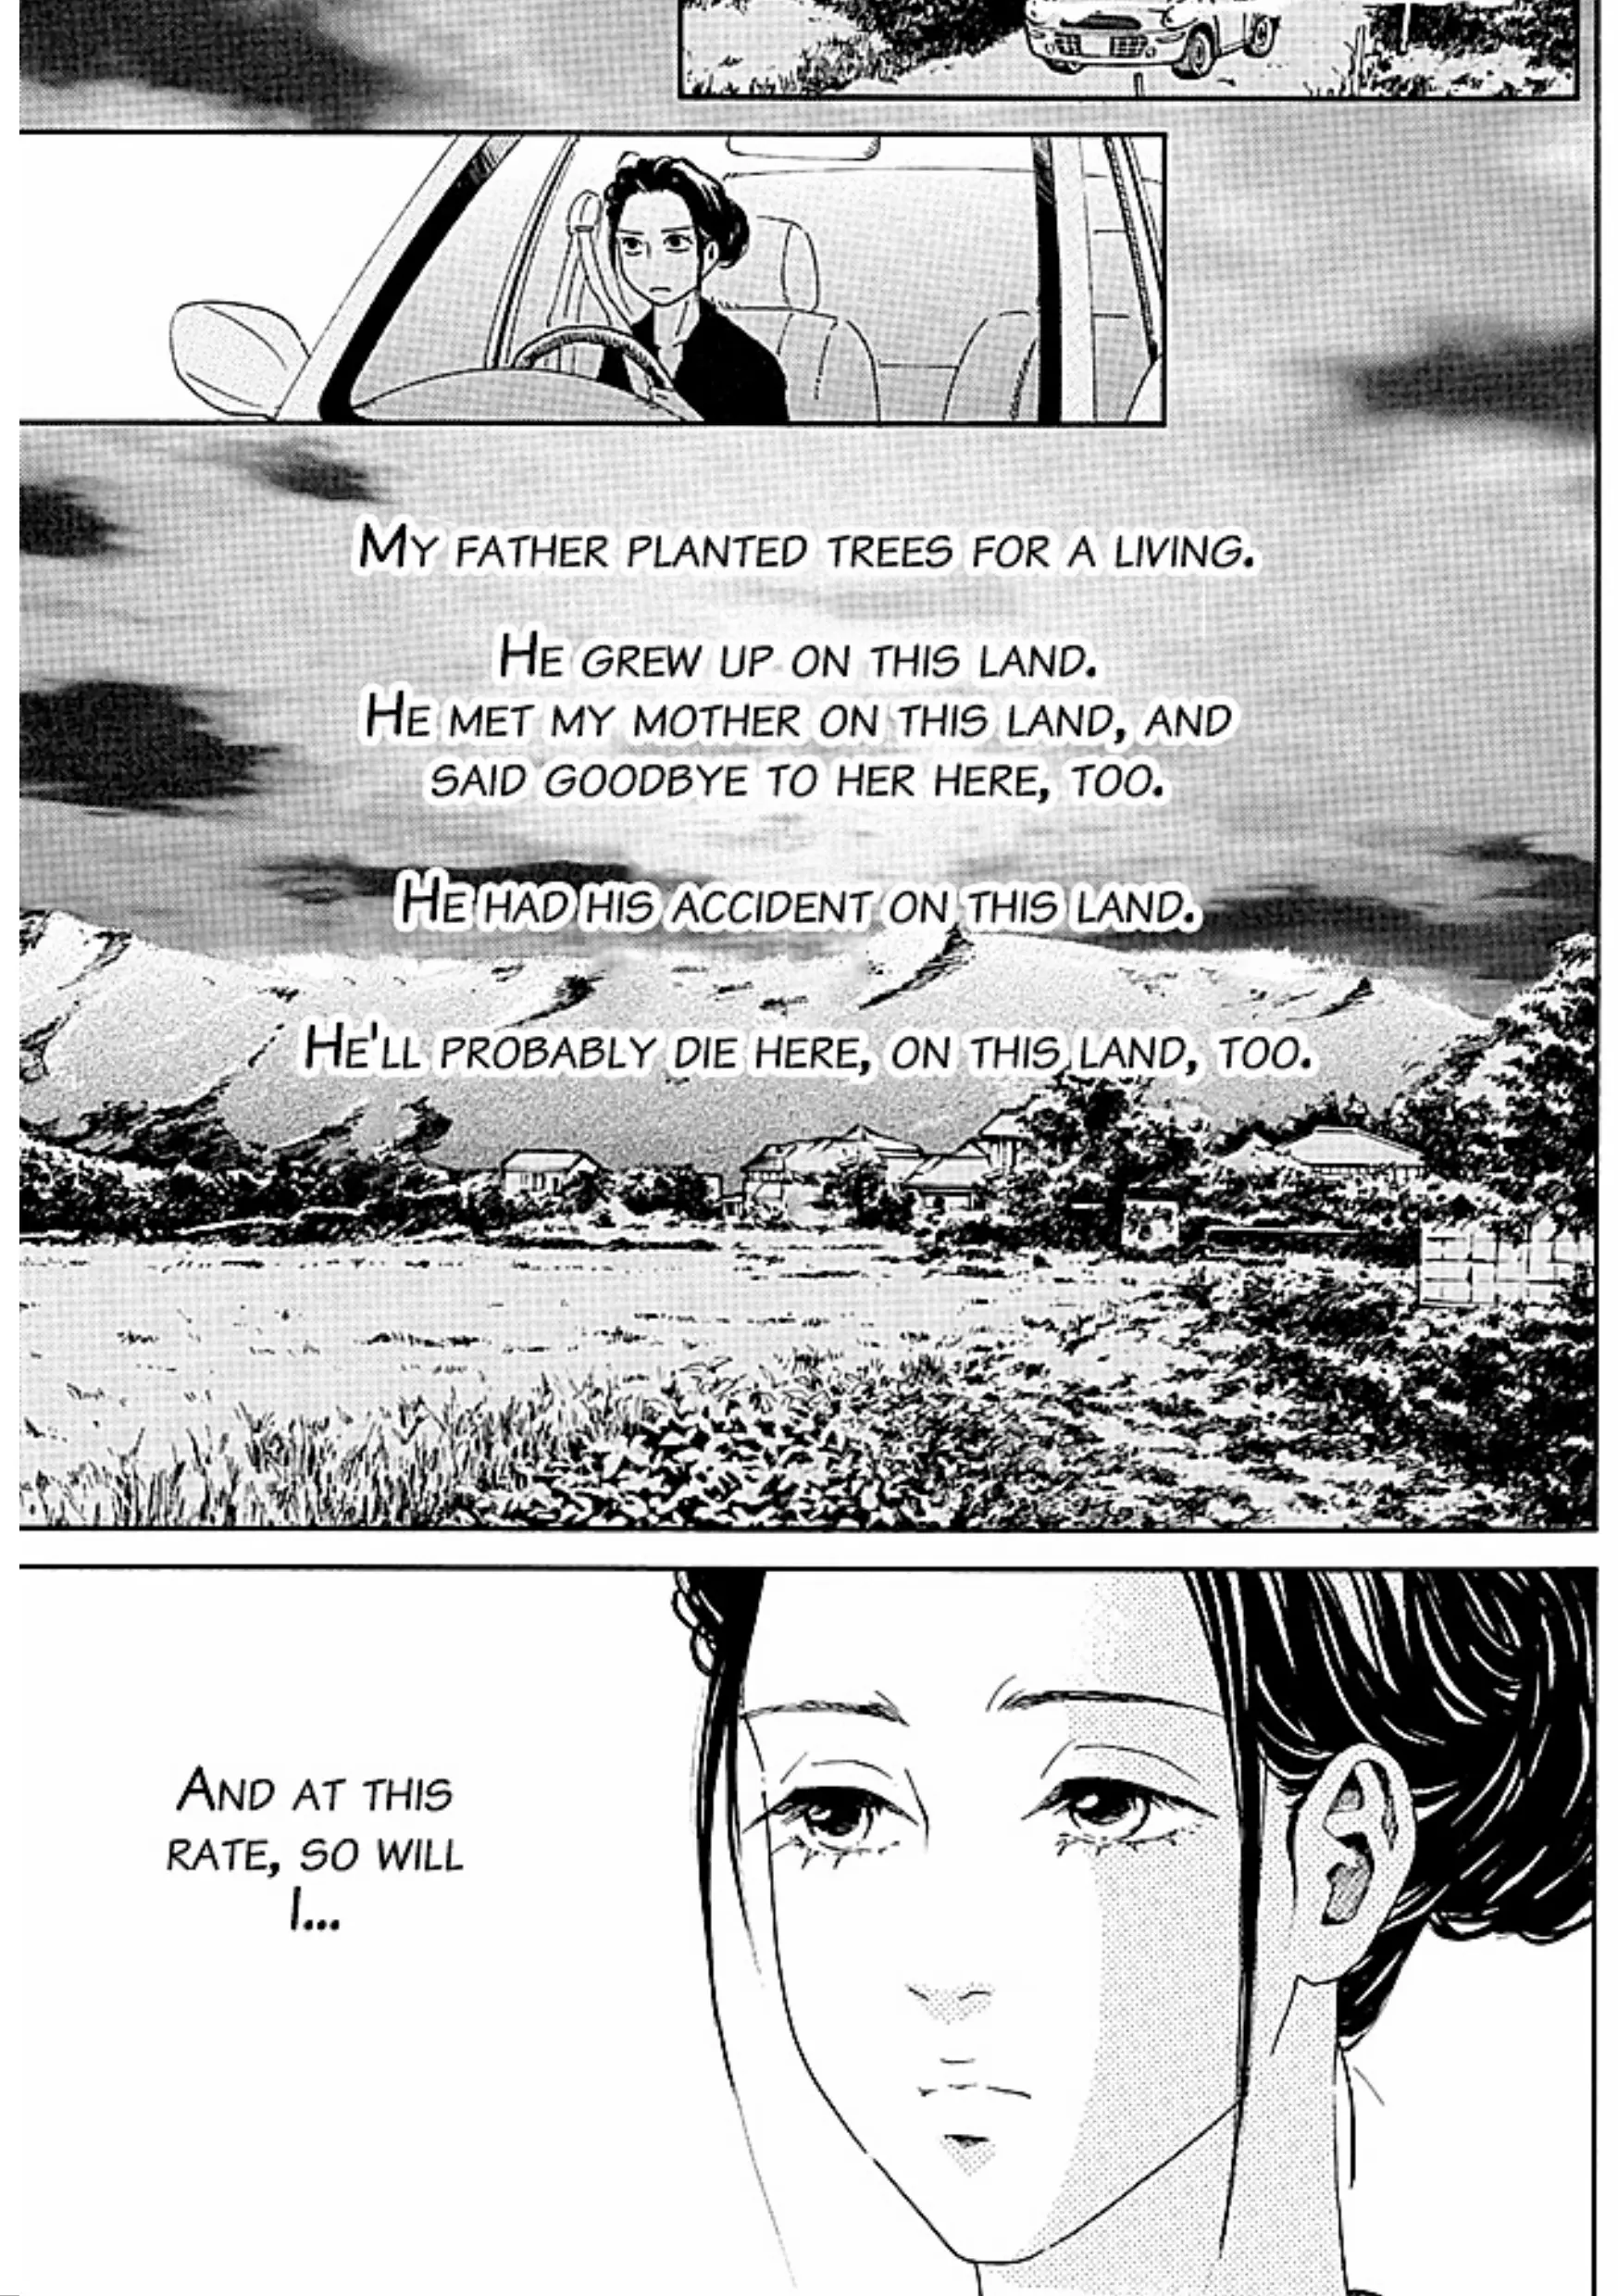 MY FATHER PLANTED TREES FOR A LIVING.
HE GREW UP ON THIS LAND.
HE MET MY MOTHER ON THIS LAND, AND
SAID GOODBYE TO HER HERE, TOO.
HE HAD HIS ACCIDENT ON THIS LAND.
HE'LL PROBABLY DIE HERE, ON THIS LAND, TOO.
AND AT THIS
RATE, SO WILL
I...